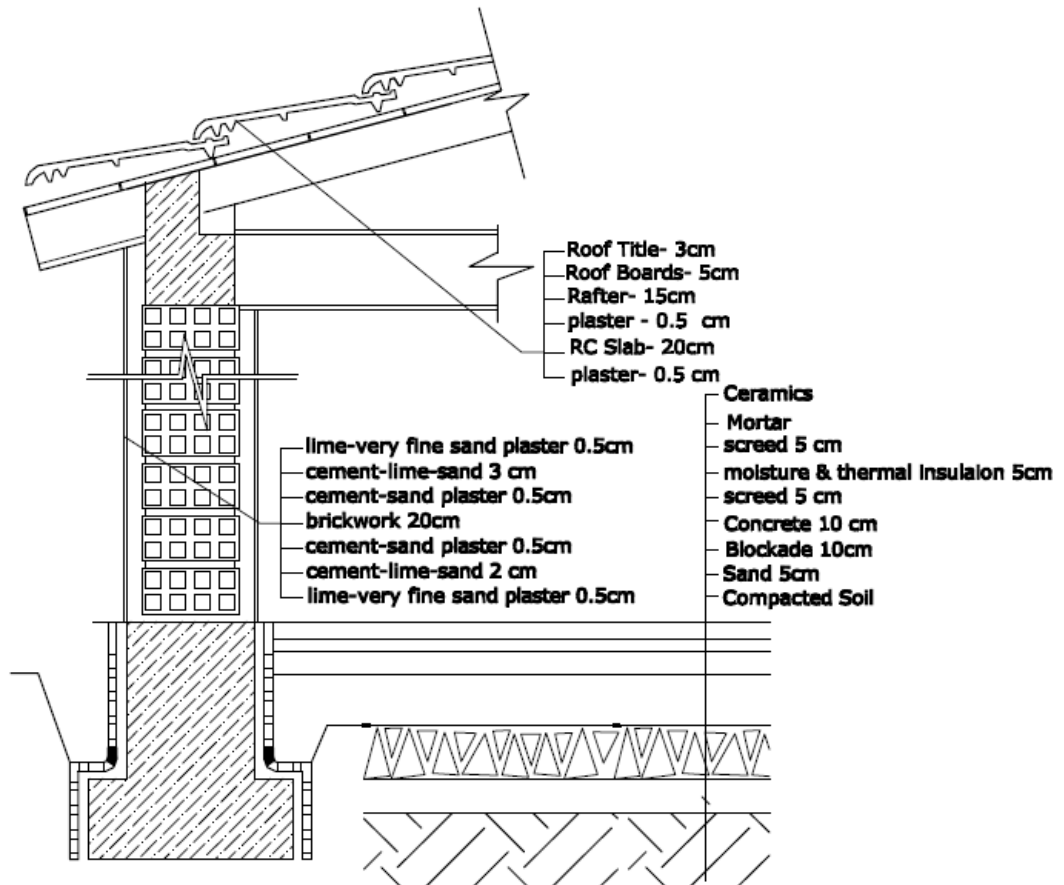 Roof Title- 3cm
Roof Boards- 5cm
Rafter- 15cm
plaster - 0.5 cm
RC Slab- 20cm
plaster- 0.5 cm
Ceramics
Mortar
screed 5 cm
moisture & thermal insulaion 5cm
screed 5 cm
Concrete 10 cm
Blockade 10cm
Sand 5cm
Compacted Soil
lime-very fine sand plaster 0.5cm
cement-lime-sand 3 cm
cement-sand plaster 0.5cm
brickwork 20cm
cement-sand plaster 0.5cm
cement-lime-sand 2 cm
lime-very fine sand plaster 0.5cm